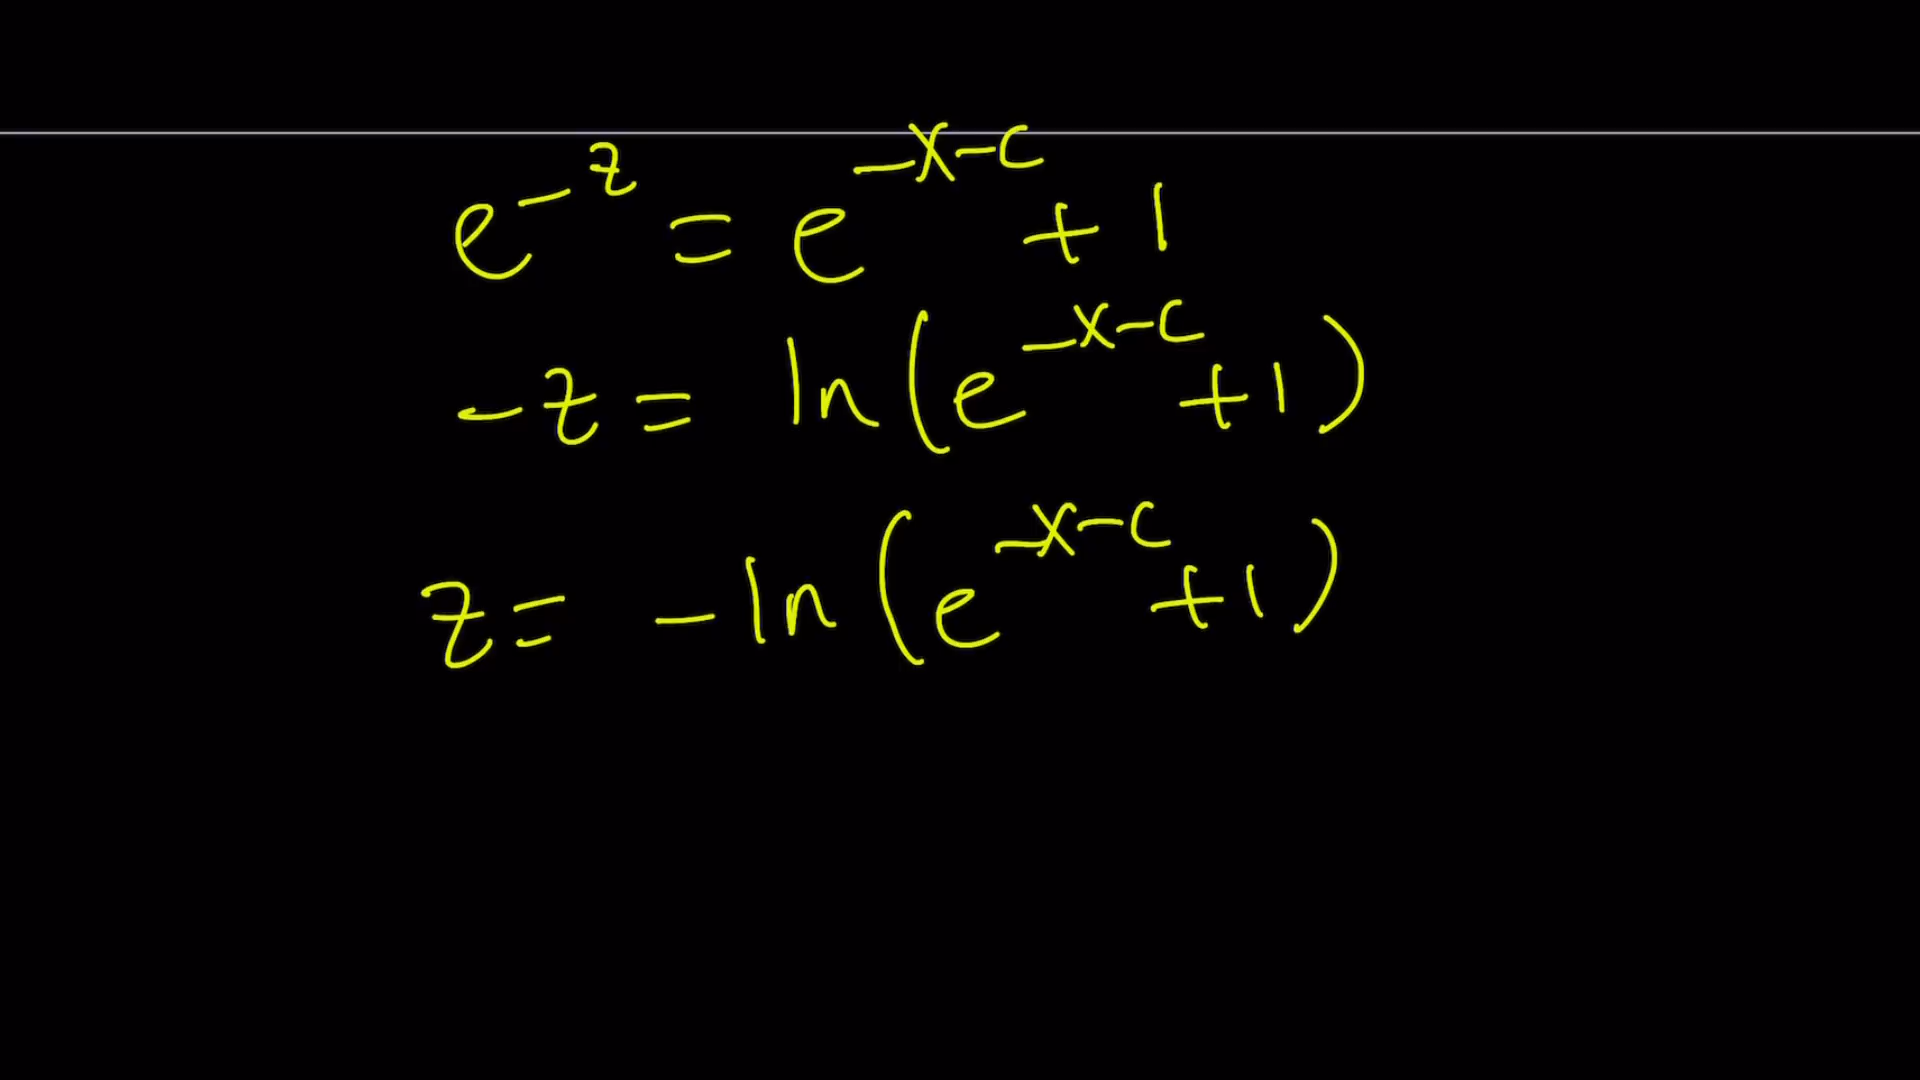 e^{-z} = e^{-x-c} + 1
-z = ln(e^{-x-c} + 1)
z = -ln(e^{-x-c} + 1)